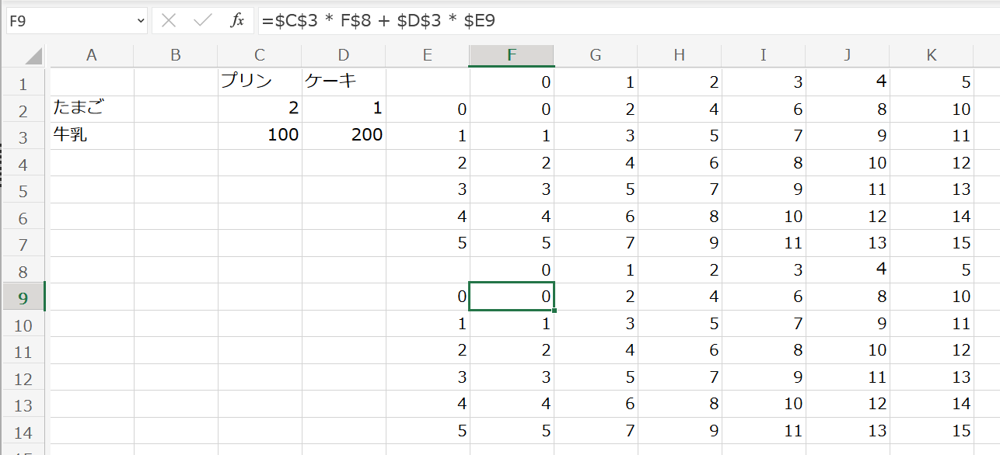 F9 fx =$C$3 * F$8 + $D$3 * $E9
A B C D E F G H I J K
1 プリン ケーキ 0 1 2 3 4 5
2 たまご 2 1 0 0 2 4 6 8 10
3 牛乳 100 200 1 1 3 5 7 9 11
4 2 2 4 6 8 10 12
5 3 3 5 7 9 11 13
6 4 4 6 8 10 12 14
7 5 5 7 9 11 13 15
8 0 1 2 3 4 5
9 0 0 2 4 6 8 10
10 1 1 3 5 7 9 11
11 2 2 4 6 8 10 12
12 3 3 5 7 9 11 13
13 4 4 6 8 10 12 14
14 5 5 7 9 11 13 15